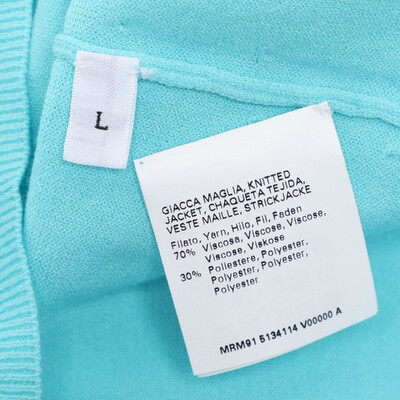 L
GIACCA MAGLIA, KNITTED
JACKET, CHAQUETA TEJIDA,
VESTE MAILLE, STRICKJACKE
Filato, Yarn, Hilo, Fil, Faden
70% Viscosa, Viscose, Viscose,
Viscose, Viskose
30% Poliestere, Polyester,
Polyester, Polyester,
Polyester
MRM91 5134114 V00000 A